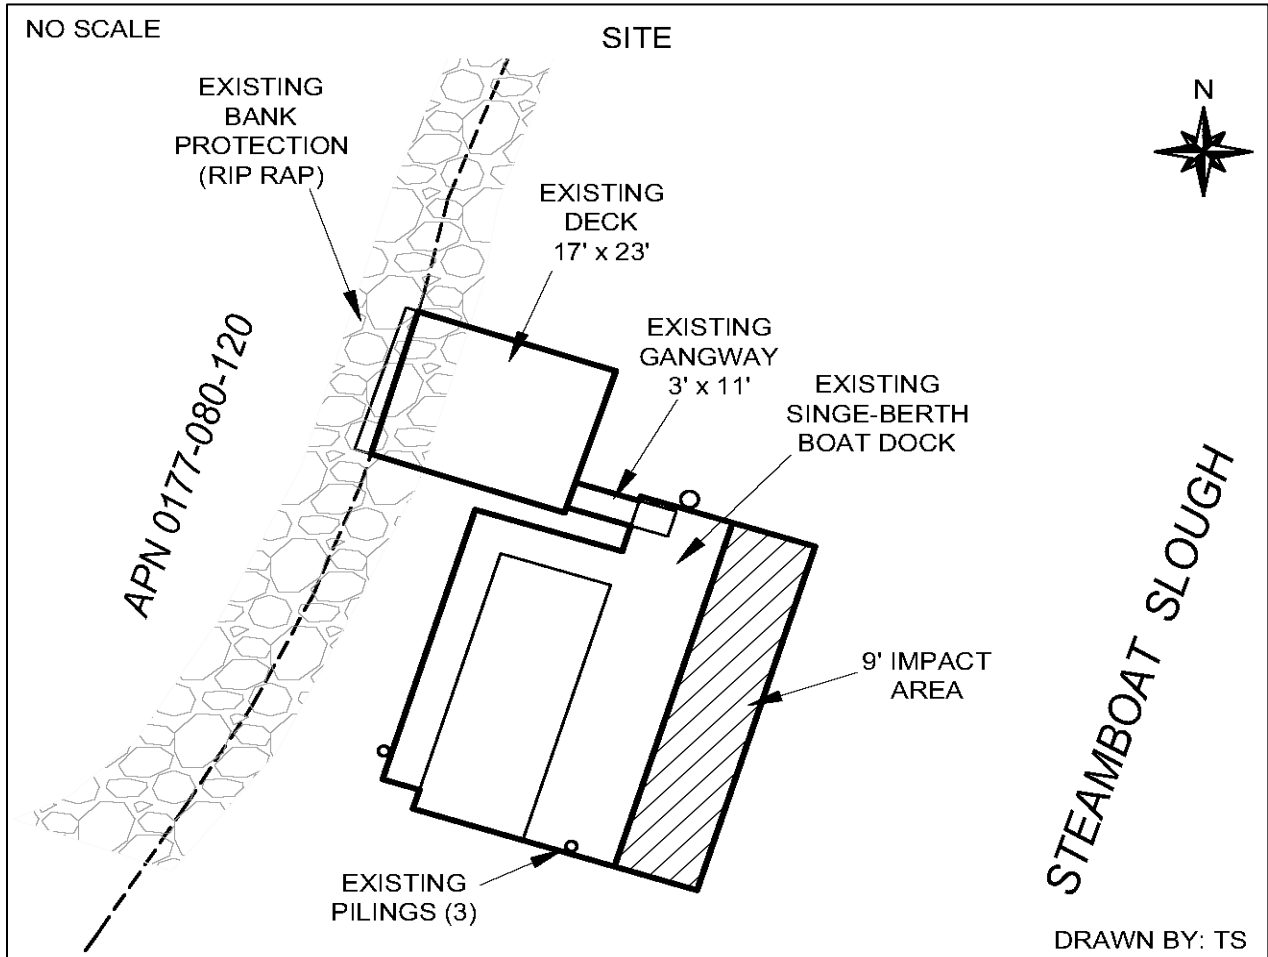 NO SCALE
SITE
N
EXISTING
BANK
PROTECTION
(RIP RAP)
EXISTING
DECK
17' x 23'
EXISTING
GANGWAY
3' x 11'
EXISTING
SINGE-BERTH
BOAT DOCK
APN 0177-080-120
9' IMPACT
AREA
STEAMBOAT SLOUGH
EXISTING
PILINGS (3)
DRAWN BY: TS